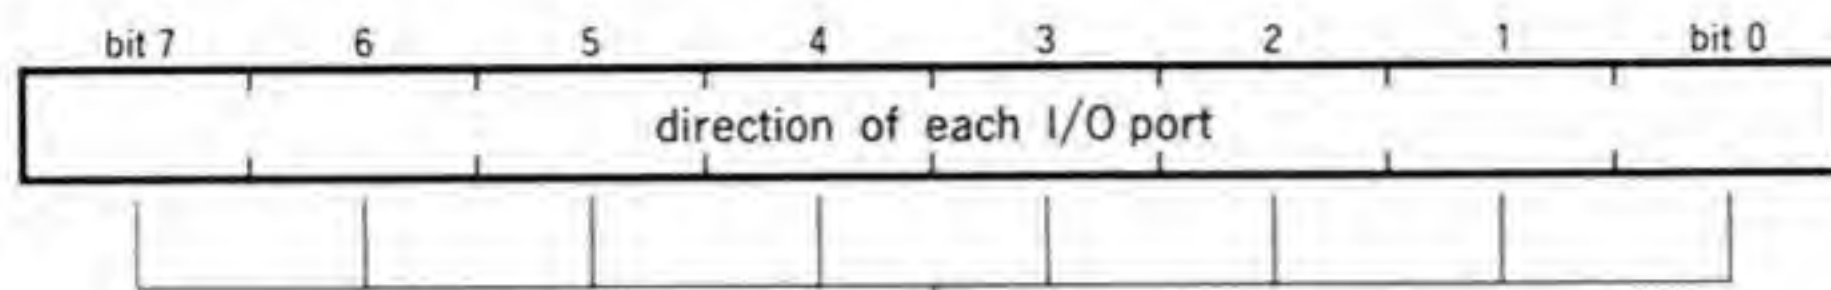 bit 7 6 5 4 3 2 1 bit 0
direction of each I/O port